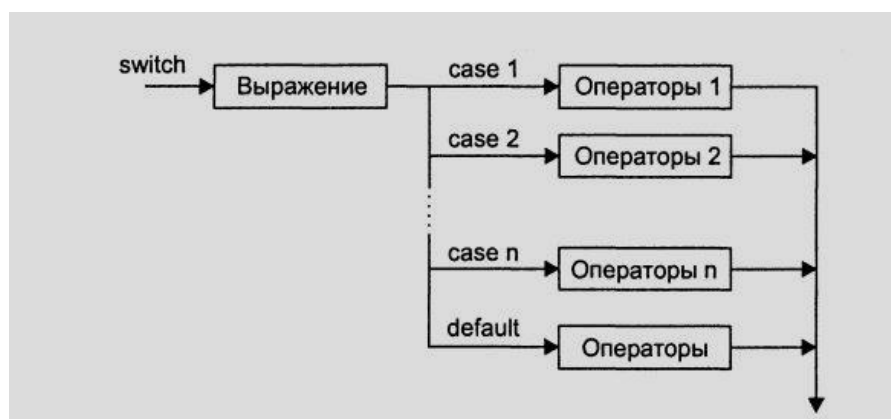 switch
Выражение
case 1
Операторы 1
case 2
Операторы 2
case n
Операторы n
default
Операторы